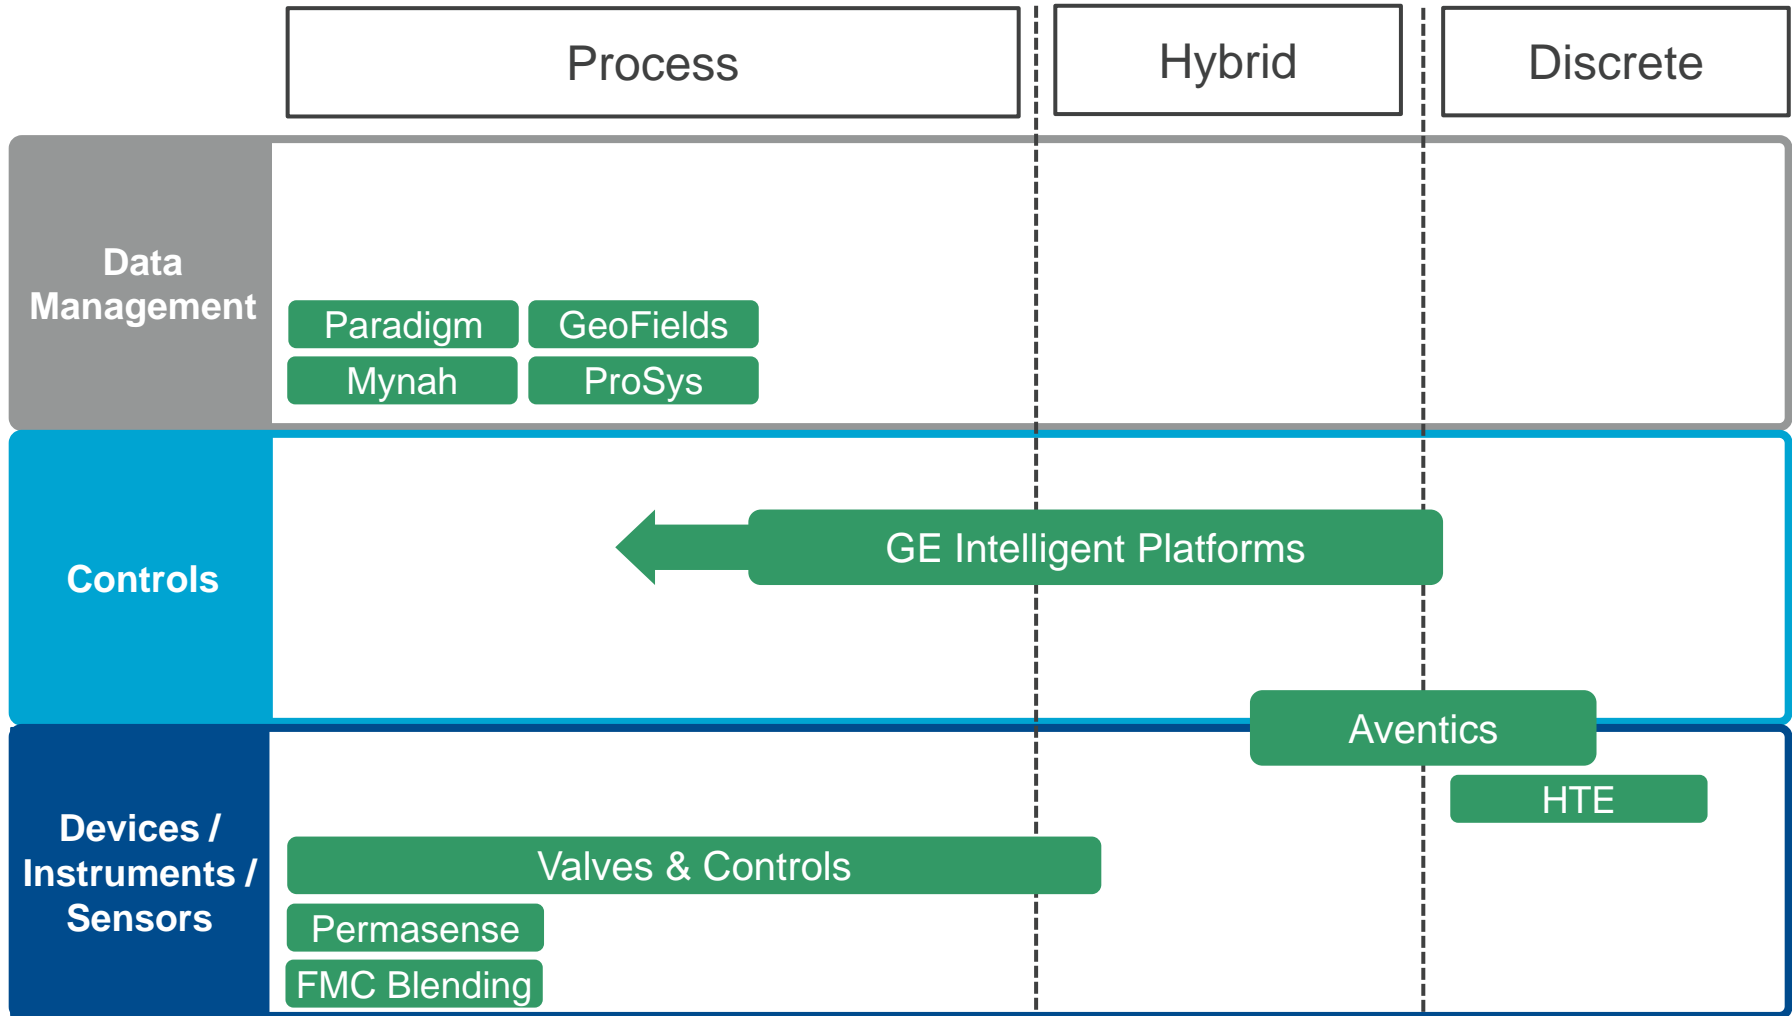 Process
Hybrid
Discrete
Data
Management
Paradigm
GeoFields
Mynah
ProSys
Controls
GE Intelligent Platforms
Aventics
Devices /
Instruments /
Sensors
HTE
Valves & Controls
Permasense
FMC Blending